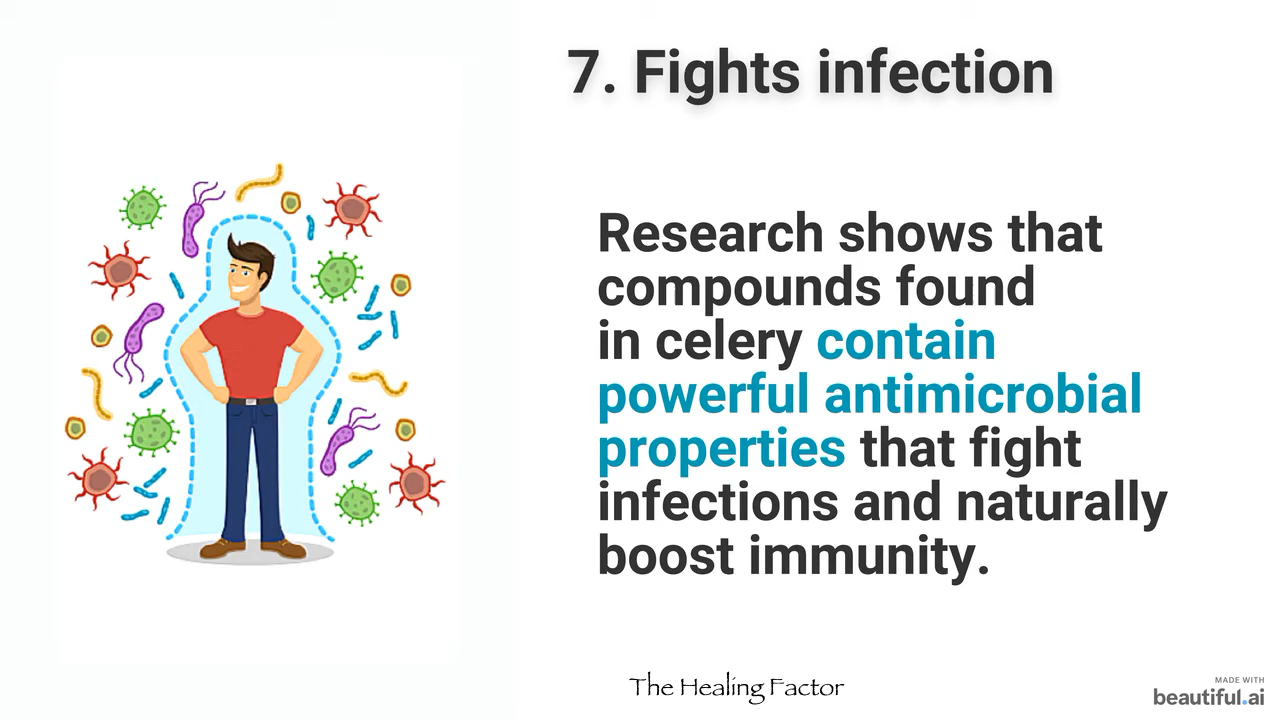 7. Fights infection
Research shows that
compounds found
in celery contain
powerful antimicrobial
properties that fight
infections and naturally
boost immunity.
The Healing Factor
MADE WITH
beautiful.ai